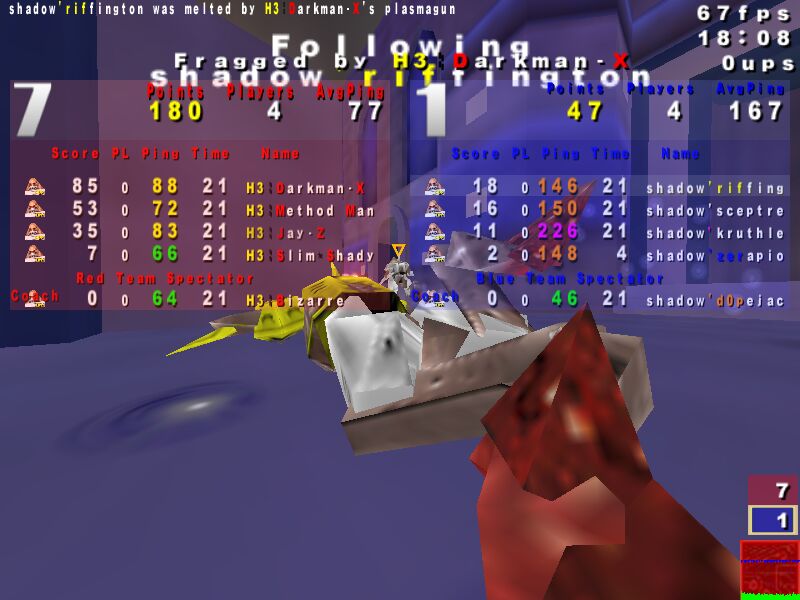 shadow'riffington was melted by H3:Darkman-X's plasmagun
67fps
18:08
0ups
Following
Fragged by H3:Darkman-X
shadow'riffington
7 Points Players AvgPing
180 4 77
Score PL Ping Time Name
85 0 88 21 H3:Darkman-X
53 0 72 21 H3:Method Man
35 0 83 21 H3:Jay-Z
7 0 66 21 H3:Slim Shady
Red Team Spectator
Coach 0 0 64 21 H3:Bizarre
1 Points Players AvgPing
47 4 167
Score PL Ping Time Name
18 0 146 21 shadow'riffing
16 0 150 21 shadow'sceptre
11 0 226 21 shadow'kruthle
2 0 148 4 shadow'zerapio
Blue Team Spectator
Coach 0 0 46 21 shadow'd0pejac
7
1